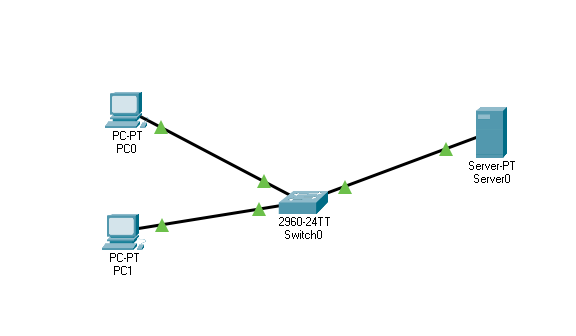 PC-PT
PC0
Server-PT
Server0
2960-24TT
Switch0
PC-PT
PC1